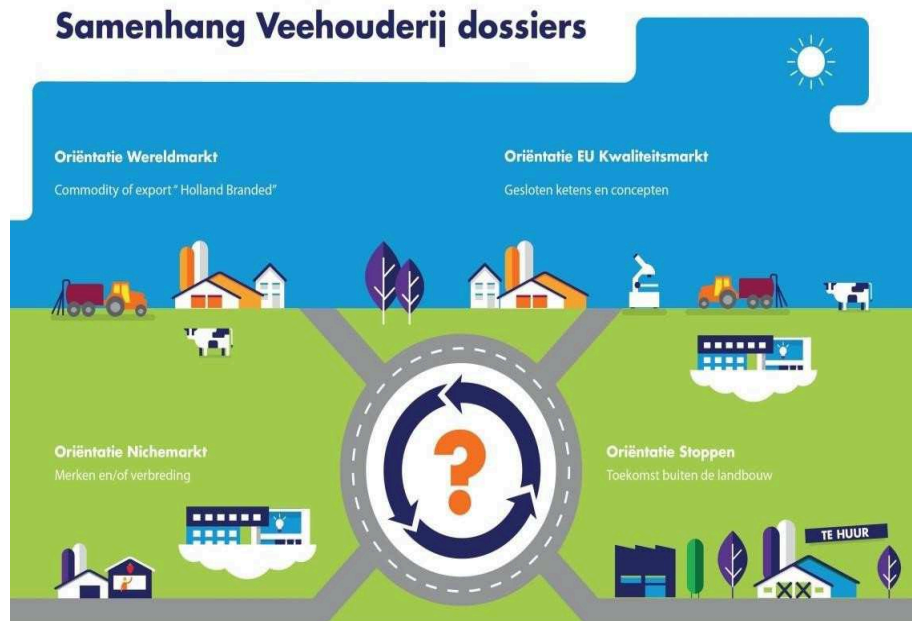 Samenhang Veehouderij dossiers
Oriëntatie Wereldmarkt
Commodity of export “ Holland Branded”
Oriëntatie EU Kwaliteitsmarkt
Gesloten ketens en concepten
Oriëntatie Nichemarkt
Merken en/of verbreding
?
Oriëntatie Stoppen
Toekomst buiten de landbouw
TE HUUR